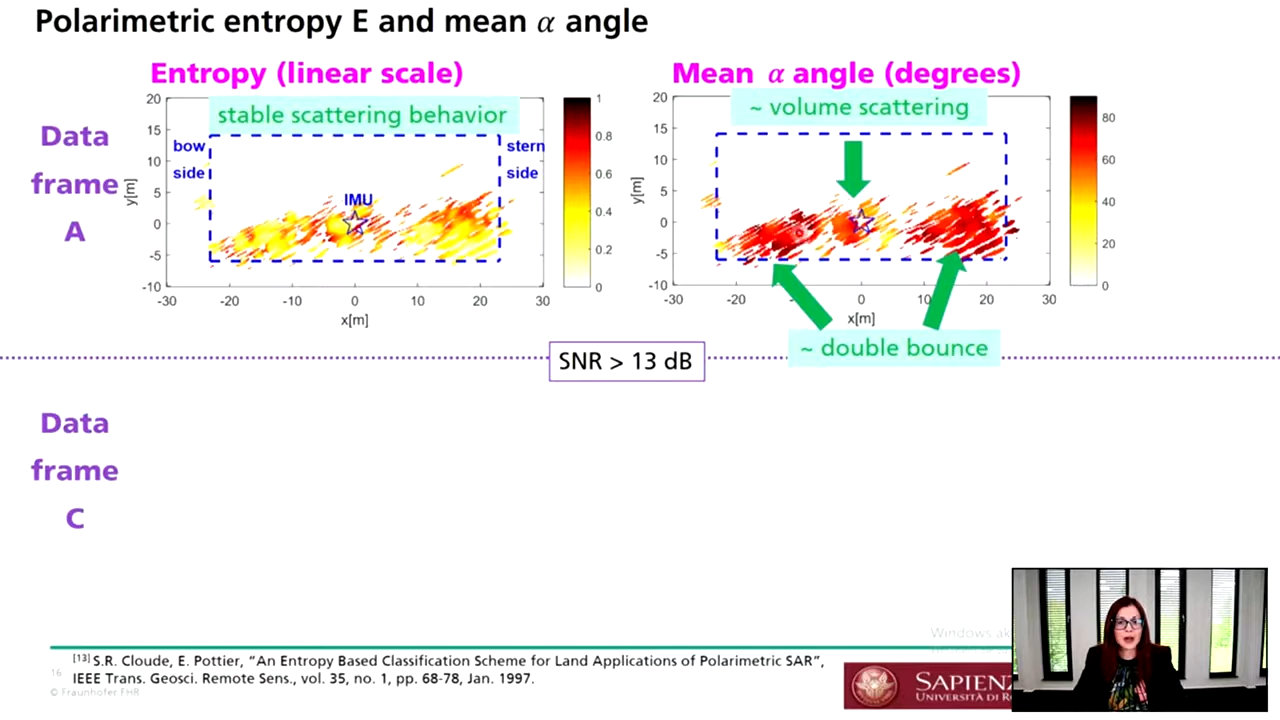 Polarimetric entropy E and mean α angle
Entropy (linear scale)
Mean α angle (degrees)
Data
frame
A
stable scattering behavior
bow
side
stern
side
IMU
20
15
10
5
0
-5
-10
y[m]
-30 -20 -10 0 10 20 30
x[m]
1
0.8
0.6
0.4
0.2
0
~ volume scattering
20
15
10
5
0
-5
-10
y[m]
-30 -20 0 10 20 30
x[m]
80
60
40
20
0
~ double bounce
SNR > 13 dB
Data
frame
C
Windows ak
[13] S.R. Cloude, E. Pottier, “An Entropy Based Classification Scheme for Land Applications of Polarimetric SAR”,
IEEE Trans. Geosci. Remote Sens., vol. 35, no. 1, pp. 68-78, Jan. 1997.
16
© Fraunhofer FHR
SAPIENZ
UNIVERSITÀ DI R